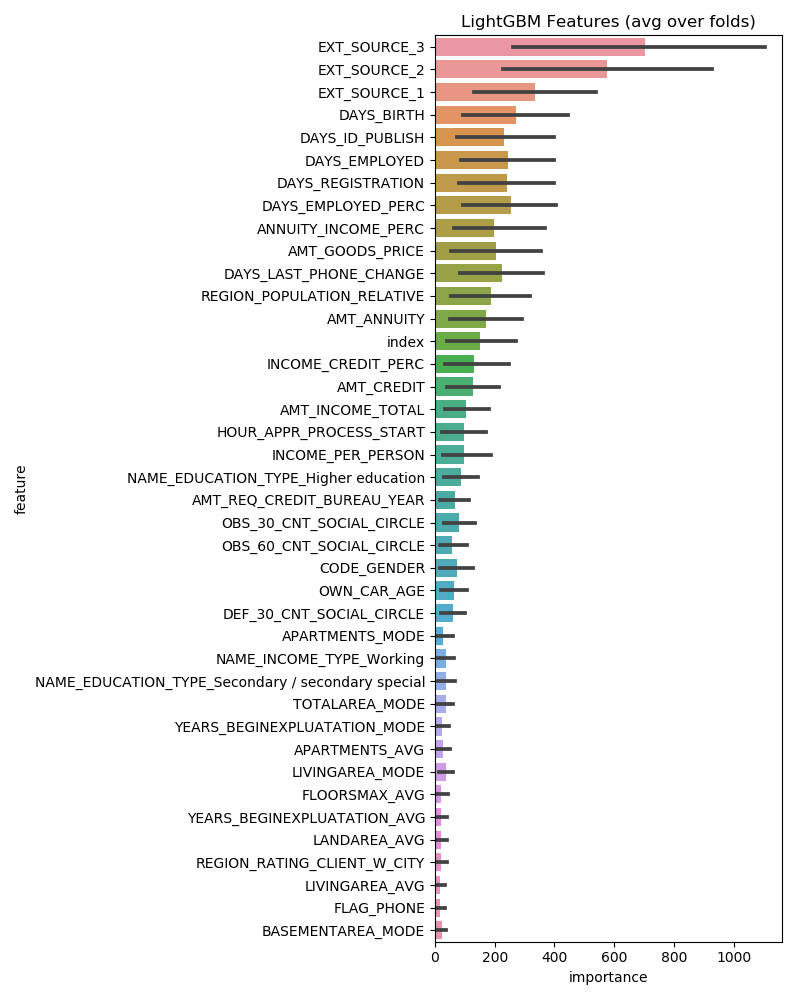 LightGBM Features (avg over folds)
EXT_SOURCE_3
EXT_SOURCE_2
EXT_SOURCE_1
DAYS_BIRTH
DAYS_ID_PUBLISH
DAYS_EMPLOYED
DAYS_REGISTRATION
DAYS_EMPLOYED_PERC
ANNUITY_INCOME_PERC
AMT_GOODS_PRICE
DAYS_LAST_PHONE_CHANGE
REGION_POPULATION_RELATIVE
AMT_ANNUITY
index
INCOME_CREDIT_PERC
AMT_CREDIT
AMT_INCOME_TOTAL
HOUR_APPR_PROCESS_START
INCOME_PER_PERSON
NAME_EDUCATION_TYPE_Higher education
AMT_REQ_CREDIT_BUREAU_YEAR
OBS_30_CNT_SOCIAL_CIRCLE
OBS_60_CNT_SOCIAL_CIRCLE
CODE_GENDER
OWN_CAR_AGE
DEF_30_CNT_SOCIAL_CIRCLE
APARTMENTS_MODE
NAME_INCOME_TYPE_Working
NAME_EDUCATION_TYPE_Secondary / secondary special
TOTALAREA_MODE
YEARS_BEGINEXPLUATATION_MODE
APARTMENTS_AVG
LIVINGAREA_MODE
FLOORSMAX_AVG
YEARS_BEGINEXPLUATATION_AVG
LANDAREA_AVG
REGION_RATING_CLIENT_W_CITY
LIVINGAREA_AVG
FLAG_PHONE
BASEMENTAREA_MODE
feature
0 200 400 600 800 1000
importance